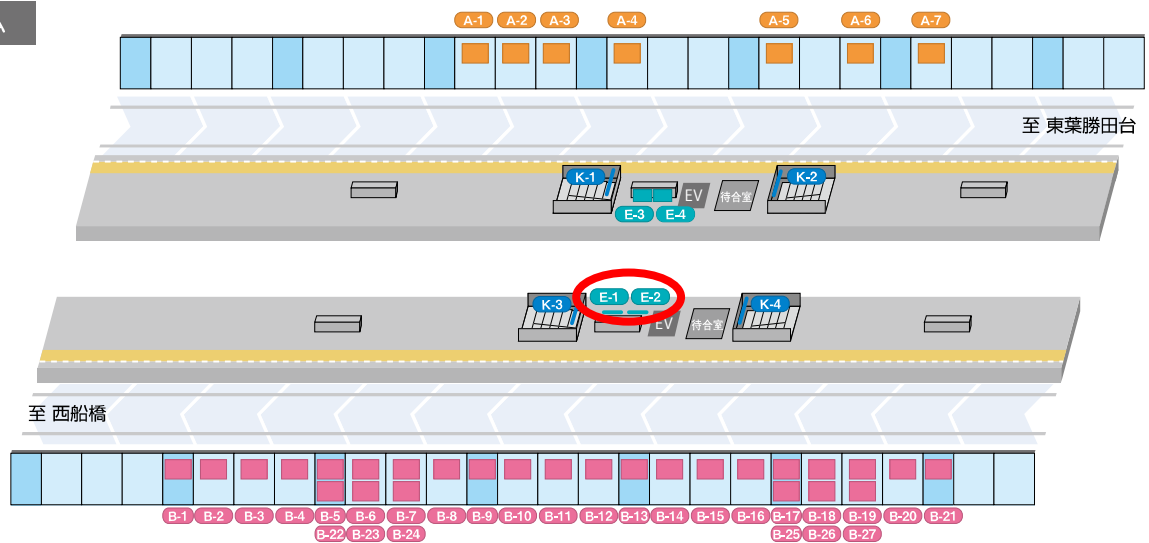 A-1 A-2 A-3 A-4 A-5 A-6 A-7
至 東葉勝田台
K-1 EV 待合室 K-2
E-3 E-4
E-1 E-2
K-3 EV 待合室 K-4
至 西船橋
B-1 B-2 B-3 B-4 B-5 B-6 B-7 B-8 B-9 B-10 B-11 B-12 B-13 B-14 B-15 B-16 B-17 B-18 B-19 B-20 B-21
B-22 B-23 B-24 B-25 B-26 B-27